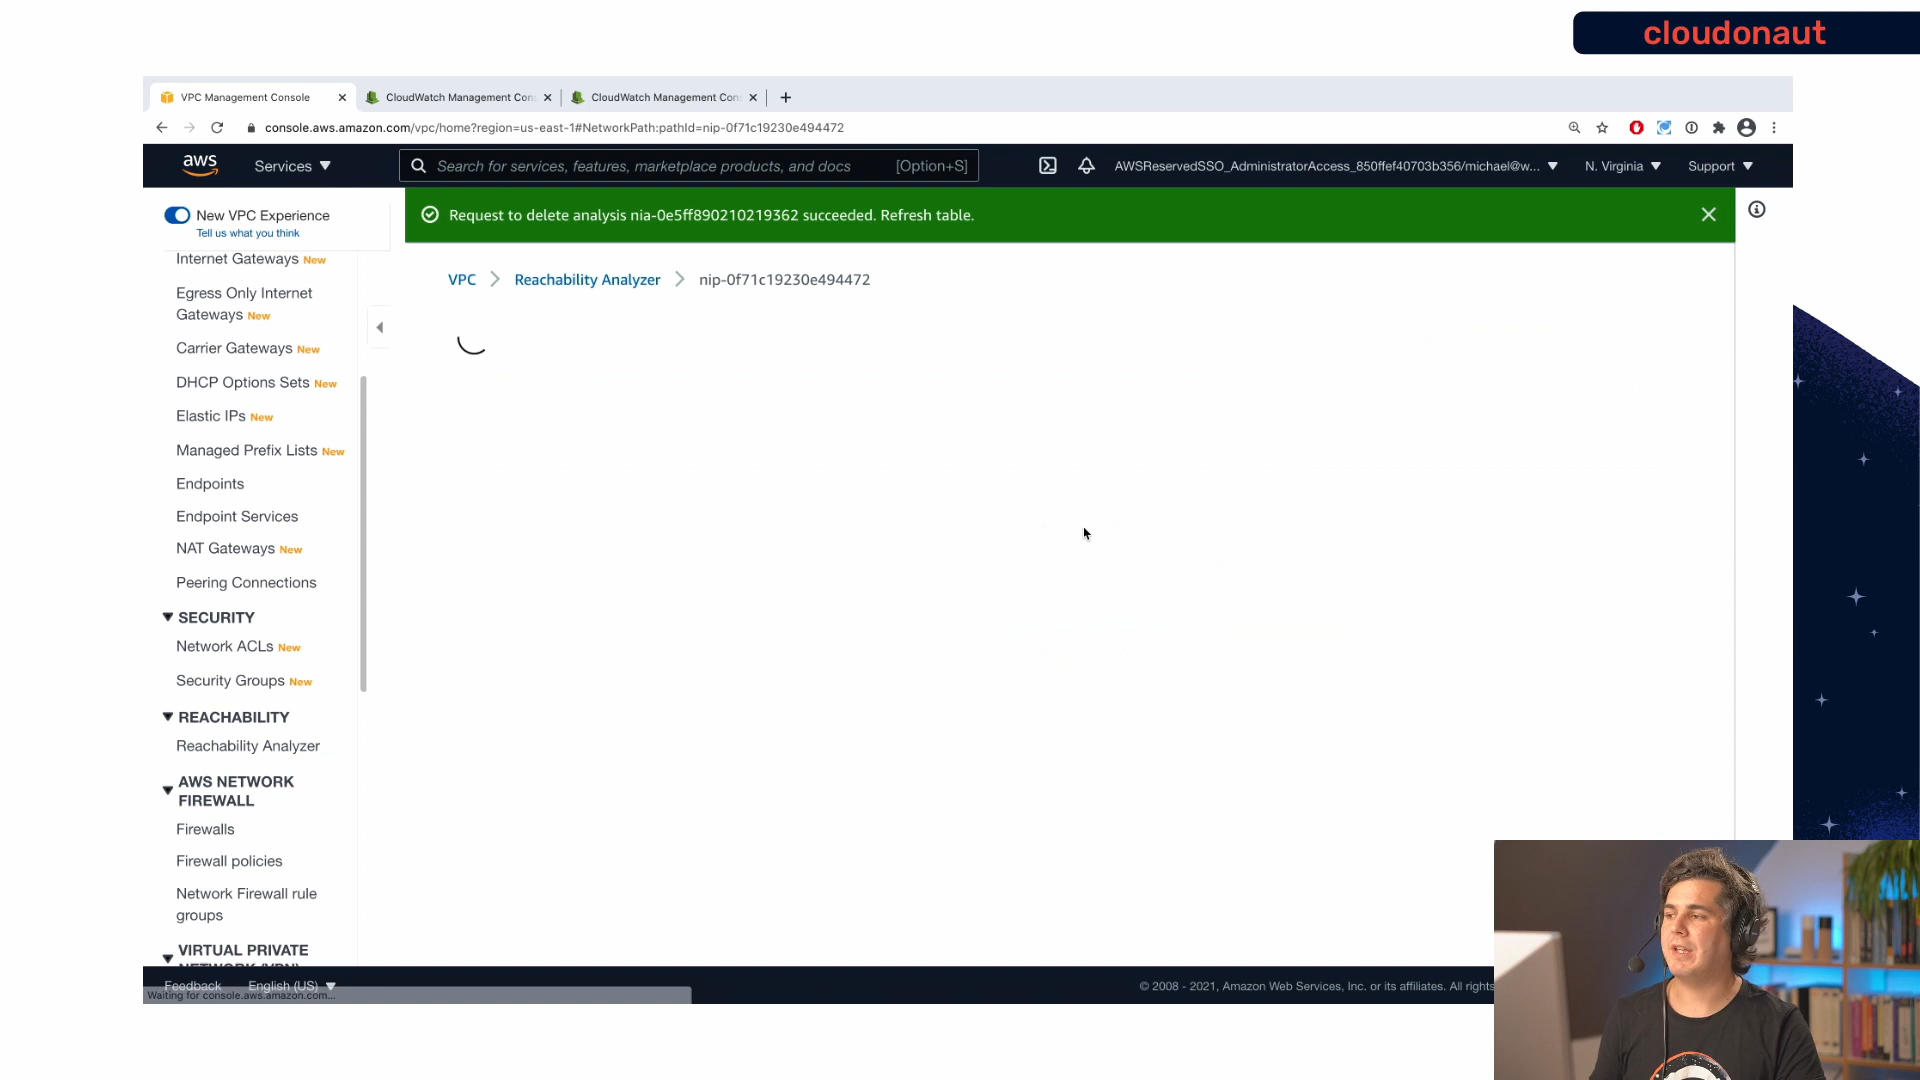 cloudonaut
VPC Management Console
CloudWatch Management Con
CloudWatch Management Con
console.aws.amazon.com/vpc/home?region=us-east-1#NetworkPath:pathId=nip-0f71c19230e494472
aws
Services
Search for services, features, marketplace products, and docs [Option+S]
AWSReservedSSO_AdministratorAccess_850ffef40703b356/michael@w...
N. Virginia
Support
New VPC Experience
Tell us what you think
Request to delete analysis nia-0e5ff890210219362 succeeded. Refresh table.
VPC > Reachability Analyzer > nip-0f71c19230e494472
Internet Gateways New
Egress Only Internet
Gateways New
Carrier Gateways New
DHCP Options Sets New
Elastic IPs New
Managed Prefix Lists New
Endpoints
Endpoint Services
NAT Gateways New
Peering Connections
SECURITY
Network ACLs New
Security Groups New
REACHABILITY
Reachability Analyzer
AWS NETWORK
FIREWALL
Firewalls
Firewall policies
Network Firewall rule
groups
VIRTUAL PRIVATE
NETWORK (VPN)
Feedback
English (US)
© 2008 - 2021, Amazon Web Services, Inc. or its affiliates. All rights
Waiting for console.aws.amazon.com...